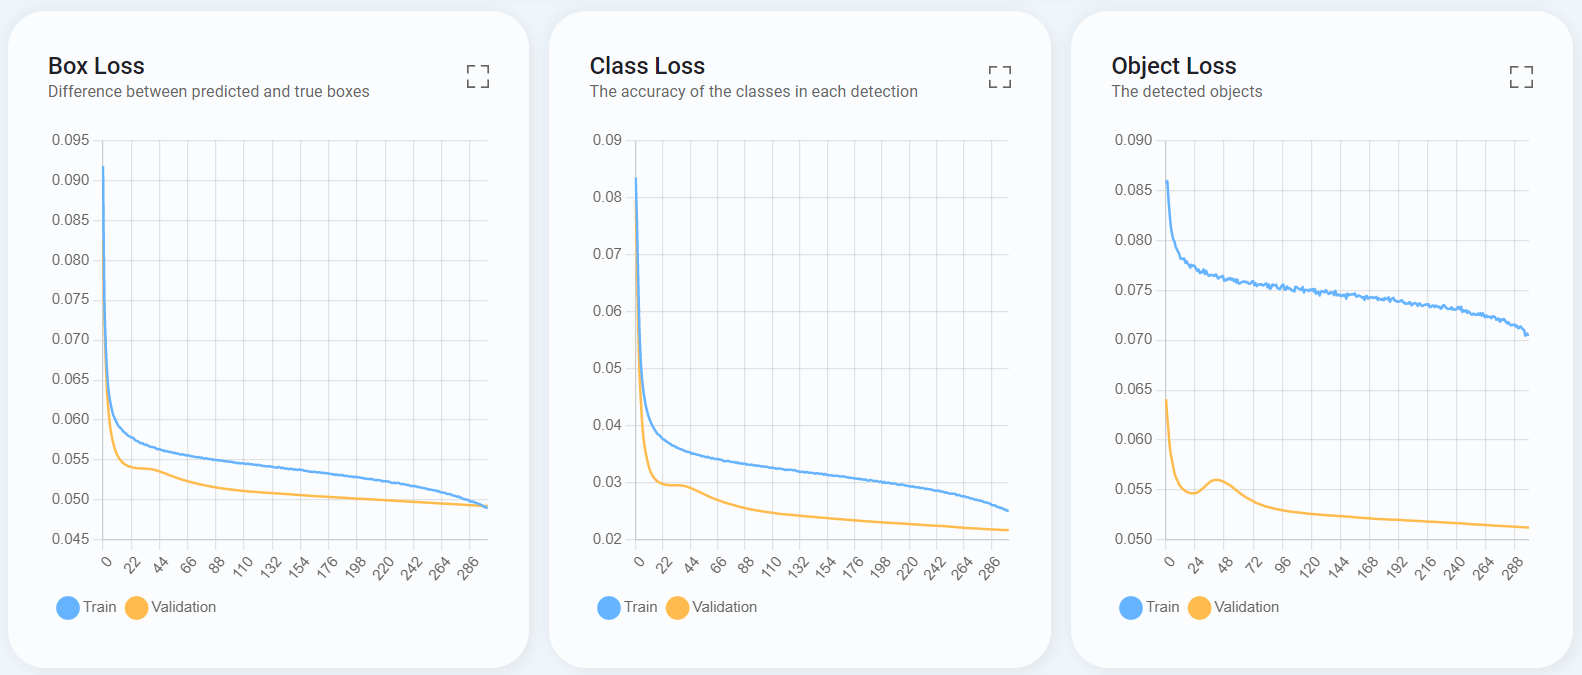 Box Loss
Difference between predicted and true boxes
0.095
0.090
0.085
0.080
0.075
0.070
0.065
0.060
0.055
0.050
0.045
0 22 44 66 88 110 132 154 176 198 220 242 264 286
Train Validation
Class Loss
The accuracy of the classes in each detection
0.09
0.08
0.07
0.06
0.05
0.04
0.03
0.02
0 22 44 66 88 110 132 154 176 198 220 242 264 286
Train Validation
Object Loss
The detected objects
0.090
0.085
0.080
0.075
0.070
0.065
0.060
0.055
0.050
0 24 48 72 96 120 144 168 192 216 240 264 288
Train Validation